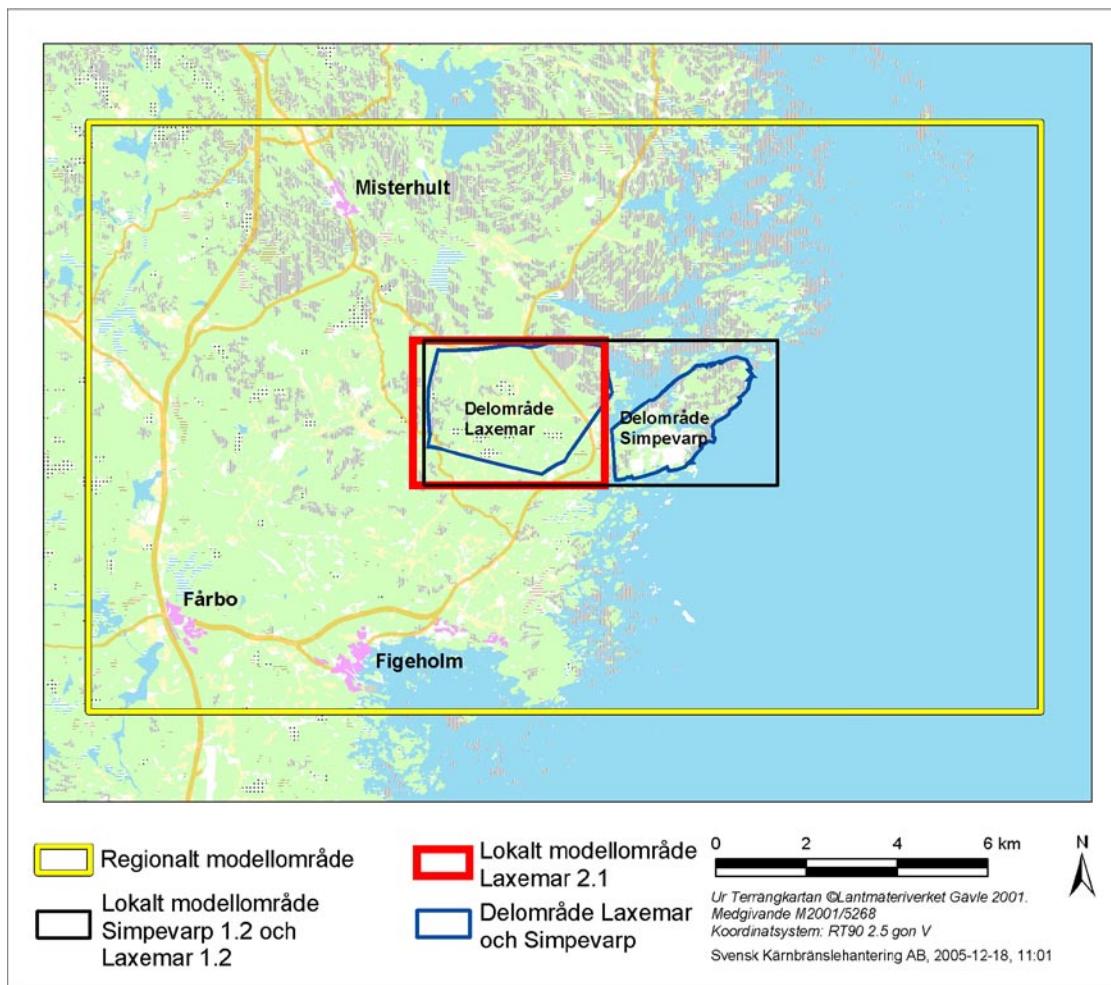 Misterhult
Delområde
Laxemar
Delområde
Simpevarp
Fårbo
Figeholm
Regionalt modellområde
Lokalt modellområde
Simpevarp 1.2 och
Laxemar 1.2
Lokalt modellområde
Laxemar 2.1
Delområde Laxemar
och Simpevarp
0 2 4 6 km
N
Ur Terrangkartan ©Lantmäteriverket Gävle 2001.
Medgivande M2001/5268
Koordinatsystem: RT90 2.5 gon V
Svensk Kärnbränslehantering AB, 2005-12-18, 11:01